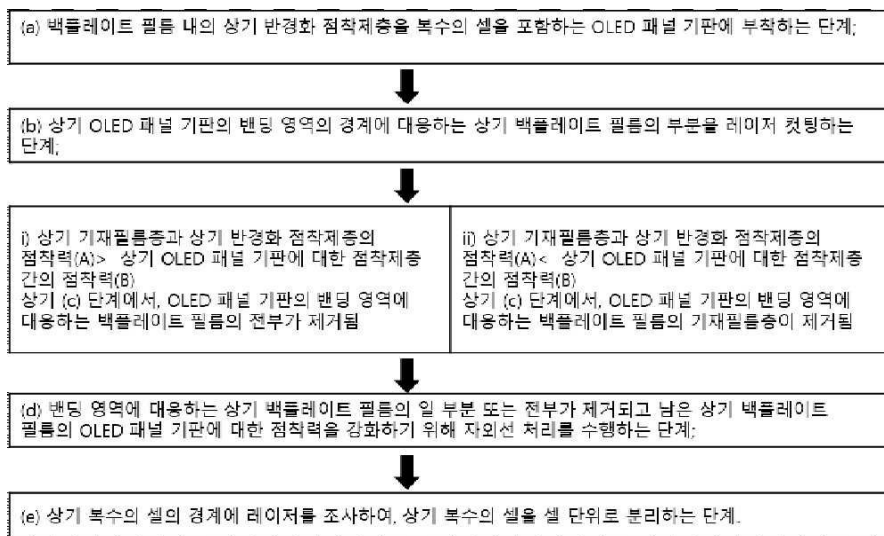 (a) 백플레이트 필름 내의 상기 반경화 점착제층을 복수의 셀을 포함하는 OLED 패널 기판에 부착하는 단계;
(b) 상기 OLED 패널 기판의 밴딩 영역의 경계에 대응하는 상기 백플레이트 필름의 부분을 레이저 컷팅하는
단계;
i) 상기 기재필름층과 상기 반경화 점착제층의
점착력(A)> 상기 OLED 패널 기판에 대한 점착제층
간의 점착력(B)
상기 (c) 단계에서, OLED 패널 기판의 밴딩 영역에
대응하는 백플레이트 필름의 전부가 제거됨
ii) 상기 기재필름층과 상기 반경화 점착제층의
점착력(A)< 상기 OLED 패널 기판에 대한 점착제층
간의 점착력(B)
상기 (c) 단계에서, OLED 패널 기판의 밴딩 영역에
대응하는 백플레이트 필름의 기재필름층이 제거됨
(d) 밴딩 영역에 대응하는 상기 백플레이트 필름의 일 부분 또는 전부가 제거되고 남은 상기 백플레이트
필름의 OLED 패널 기판에 대한 점착력을 강화하기 위해 자외선 처리를 수행하는 단계;
(e) 상기 복수의 셀의 경계에 레이저를 조사하여, 상기 복수의 셀을 셀 단위로 분리하는 단계.